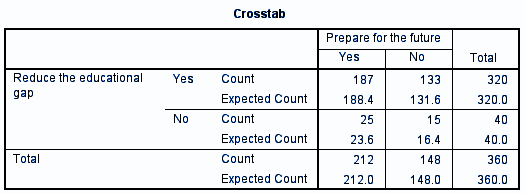 Crosstab
Prepare for the future
Yes No Total
Reduce the educational gap Yes Count 187 133 320
Expected Count 188.4 131.6 320.0
No Count 25 15 40
Expected Count 23.6 16.4 40.0
Total Count 212 148 360
Expected Count 212.0 148.0 360.0